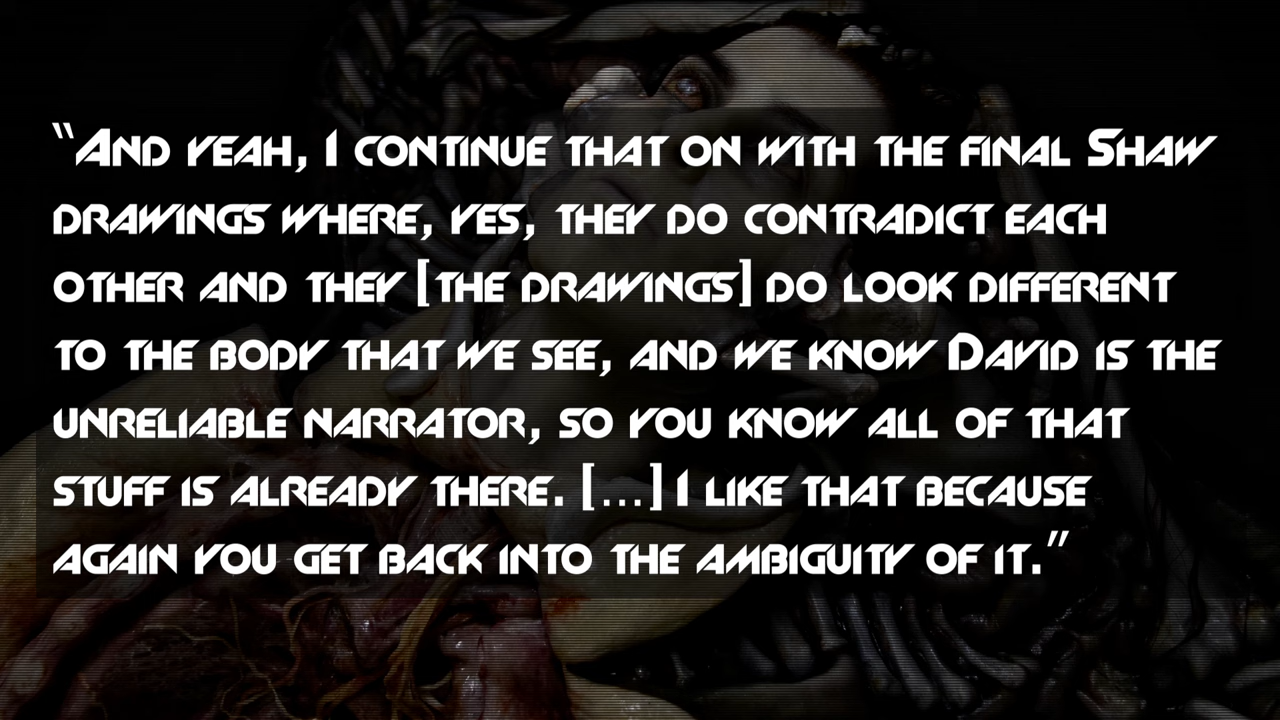 “And yeah, I continue that on with the final Shaw
drawings where, yes, they do contradict each
other and they [the drawings] do look different
to the body that we see, and we know David is the
unreliable narrator, so you know all of that
stuff is already there. [...] I like that because
again you get back into the ambiguity of it.”